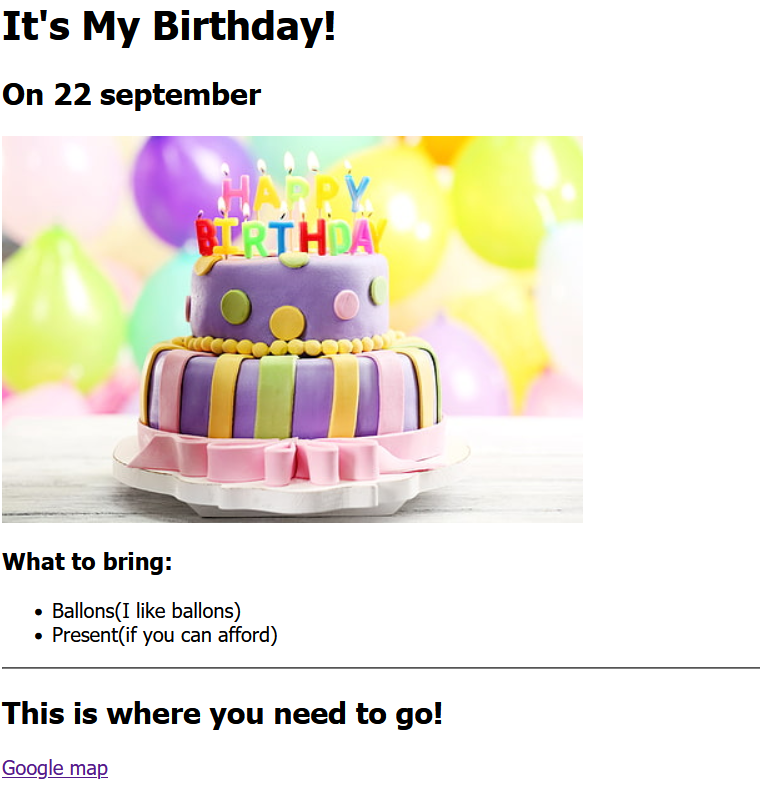 It's My Birthday!
On 22 september
HAPPY
BIRTHDAY
What to bring:
Ballons(I like ballons)
Present(if you can afford)
This is where you need to go!
Google map